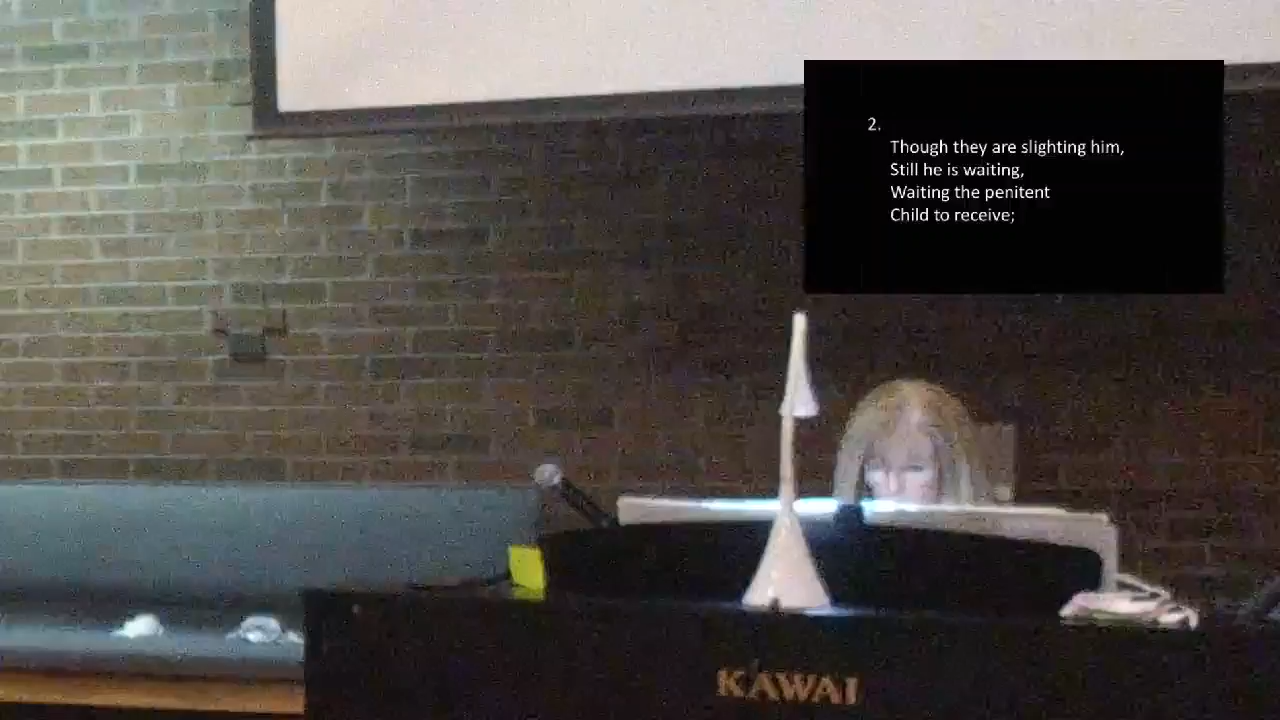 2.
Though they are slighting him,
Still he is waiting,
Waiting the penitent
Child to receive;
KAWAI